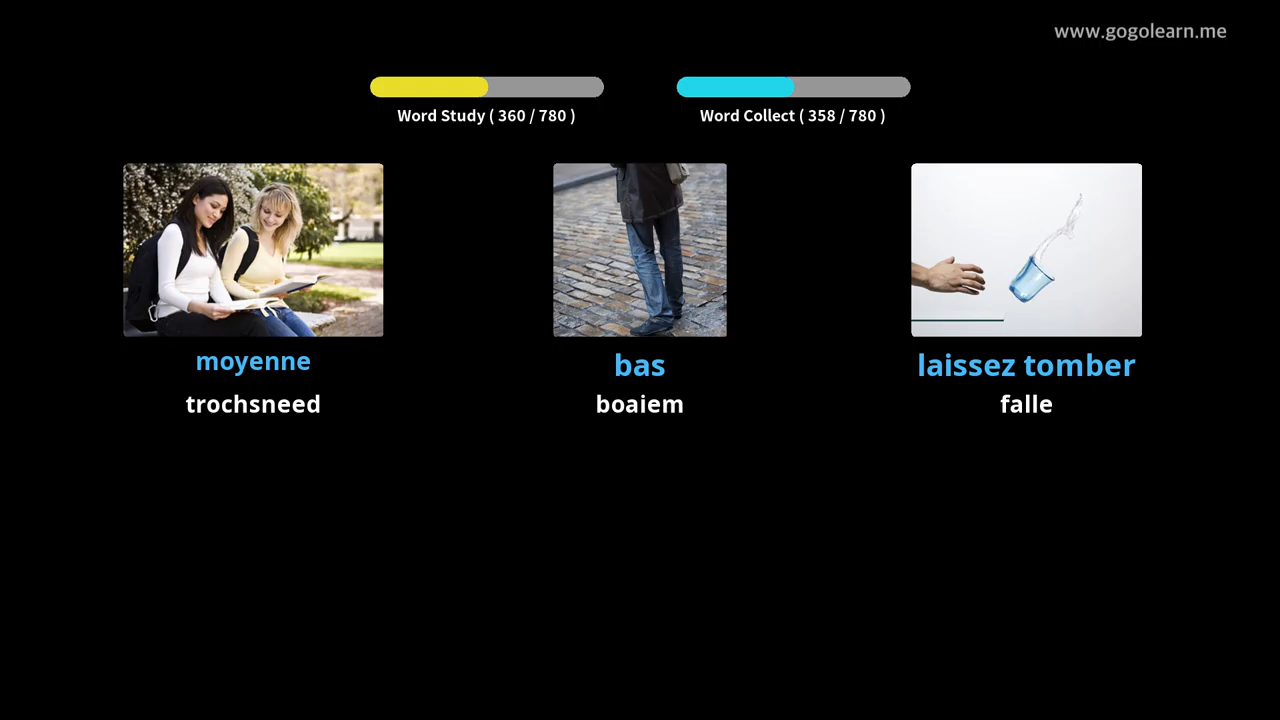 www.gogolearn.me
Word Study ( 360 / 780 )
Word Collect ( 358 / 780 )
moyenne
bas
laissez tomber
trochsneed
boaiem
falle